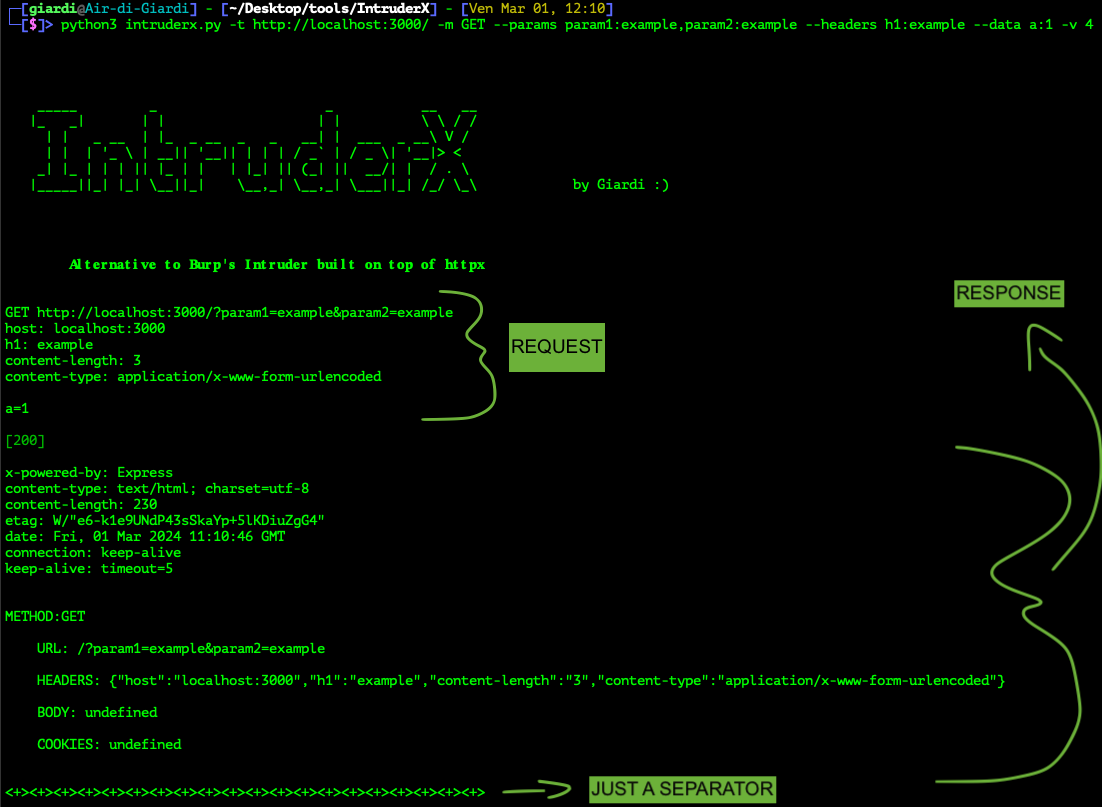 [giardi@Air-di-Giardi] - [~/Desktop/tools/IntruderX] - [Ven Mar 01, 12:10]
[$]> python3 intruderx.py -t http://localhost:3000/ -m GET --params param1:example,param2:example --headers h1:example --data a:1 -v 4
IntruderX
by Giardi :)
Alternative to Burp's Intruder built on top of httpx
RESPONSE
GET http://localhost:3000/?param1=example&param2=example
host: localhost:3000
h1: example
REQUEST
content-length: 3
content-type: application/x-www-form-urlencoded
a=1
[200]
x-powered-by: Express
content-type: text/html; charset=utf-8
content-length: 230
etag: W/"e6-k1e9UNdP43sSkaYp+5lKDiuZgG4"
date: Fri, 01 Mar 2024 11:10:46 GMT
connection: keep-alive
keep-alive: timeout=5
METHOD:GET
URL: /?param1=example&param2=example
HEADERS: {"host":"localhost:3000","h1":"example","content-length":"3","content-type":"application/x-www-form-urlencoded"}
BODY: undefined
COOKIES: undefined
<+><+><+><+><+><+><+><+><+><+><+><+><+><+><+><+><+><+><+><+> JUST A SEPARATOR